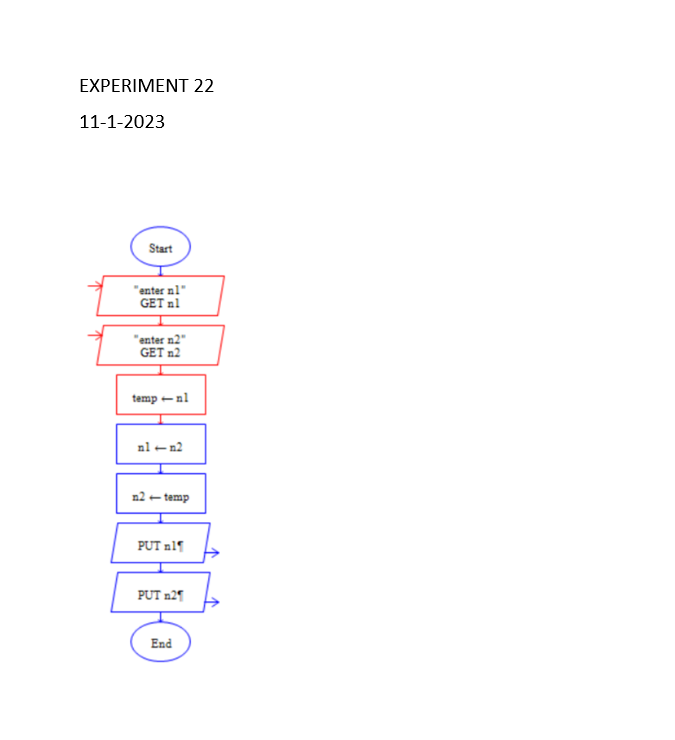 EXPERIMENT 22
11-1-2023
Start
"enter n1"
GET n1
"enter n2"
GET n2
temp ← n1
n1 ← n2
n2 ← temp
PUT n1¶
PUT n2¶
End